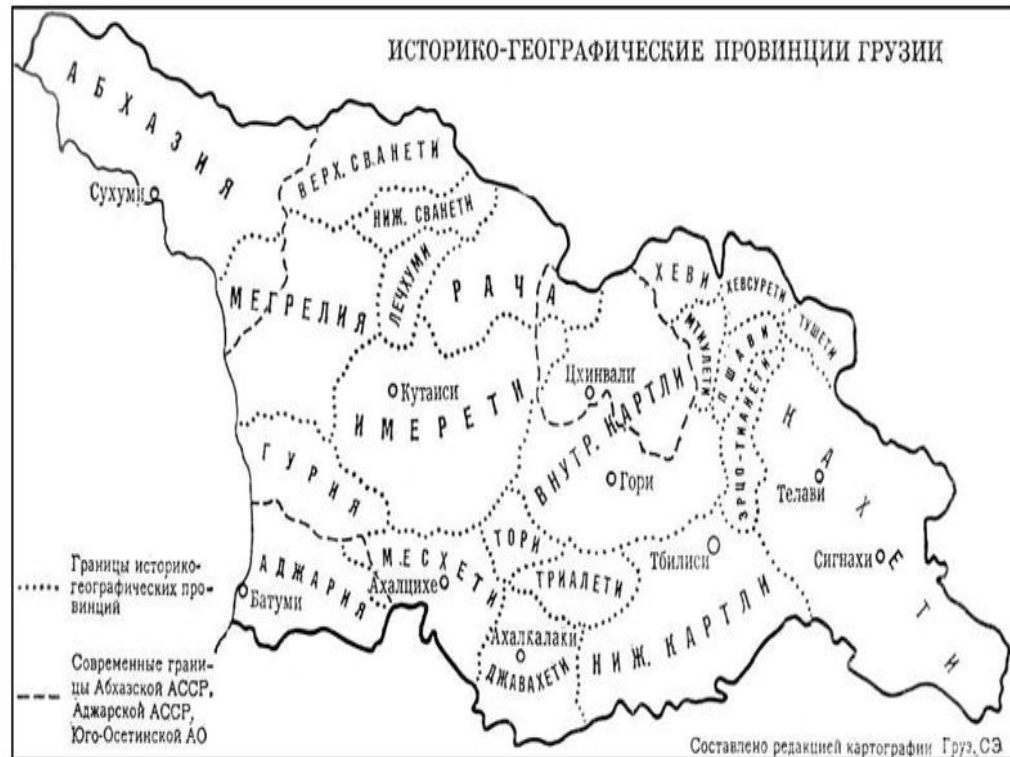 ИСТОРИКО-ГЕОГРАФИЧЕСКИЕ ПРОВИНЦИИ ГРУЗИИ
АБХАЗИЯ
Сухуми
ВЕРХ. СВАНЕТИ
НИЖ. СВАНЕТИ
ЛЕЧХУМИ
МЕГРЕЛИЯ
РАЧА
ХЕВИ
ХЕВСУРЕТИ
ТУШЕТИ
МТИУЛЕТИ
ПШАВИ
ЭРЦО-ТИАНЕТИ
Кутаиси
ИМЕРЕТИ
Цхинвали
ВНУТР. КАРТЛИ
Гори
КАХЕТИ
Телави
Сигнахи
ГУРИЯ
АДЖАРИЯ
Батуми
МЕСХЕТИ
Ахалцихе
ТОРИ
ТРИАЛЕТИ
Тбилиси
Ахалкалаки
ДЖАВАХЕТИ
НИЖ. КАРТЛИ
Границы историко-
географических про-
винций
Современные грани-
цы Абхазской АССР,
Аджарской АССР,
Юго-Осетинской АО
Составлено редакцией картографии Груз. СЭ